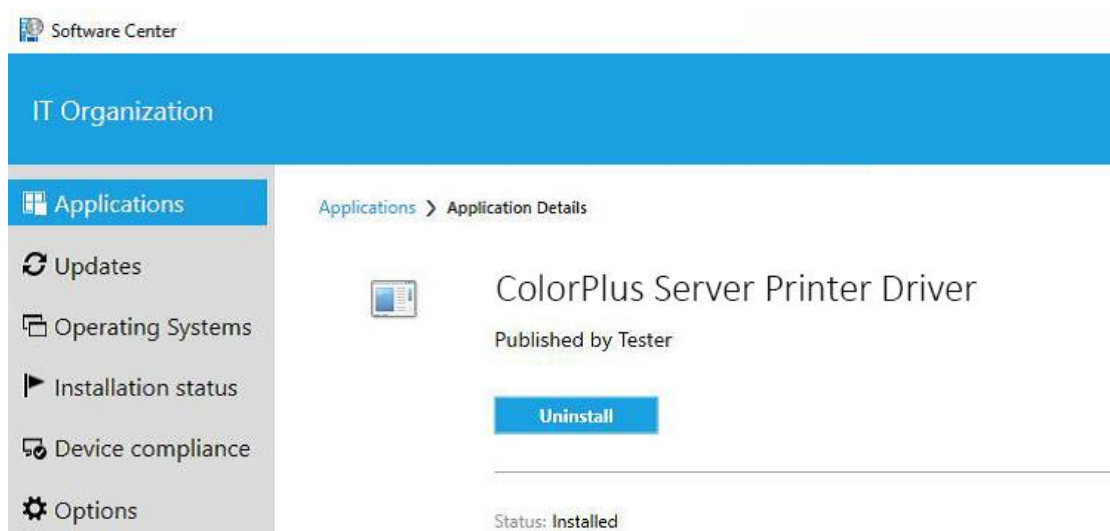 Software Center
IT Organization
Applications
Updates
Operating Systems
Installation status
Device compliance
Options
Applications > Application Details
ColorPlus Server Printer Driver
Published by Tester
Uninstall
Status: Installed